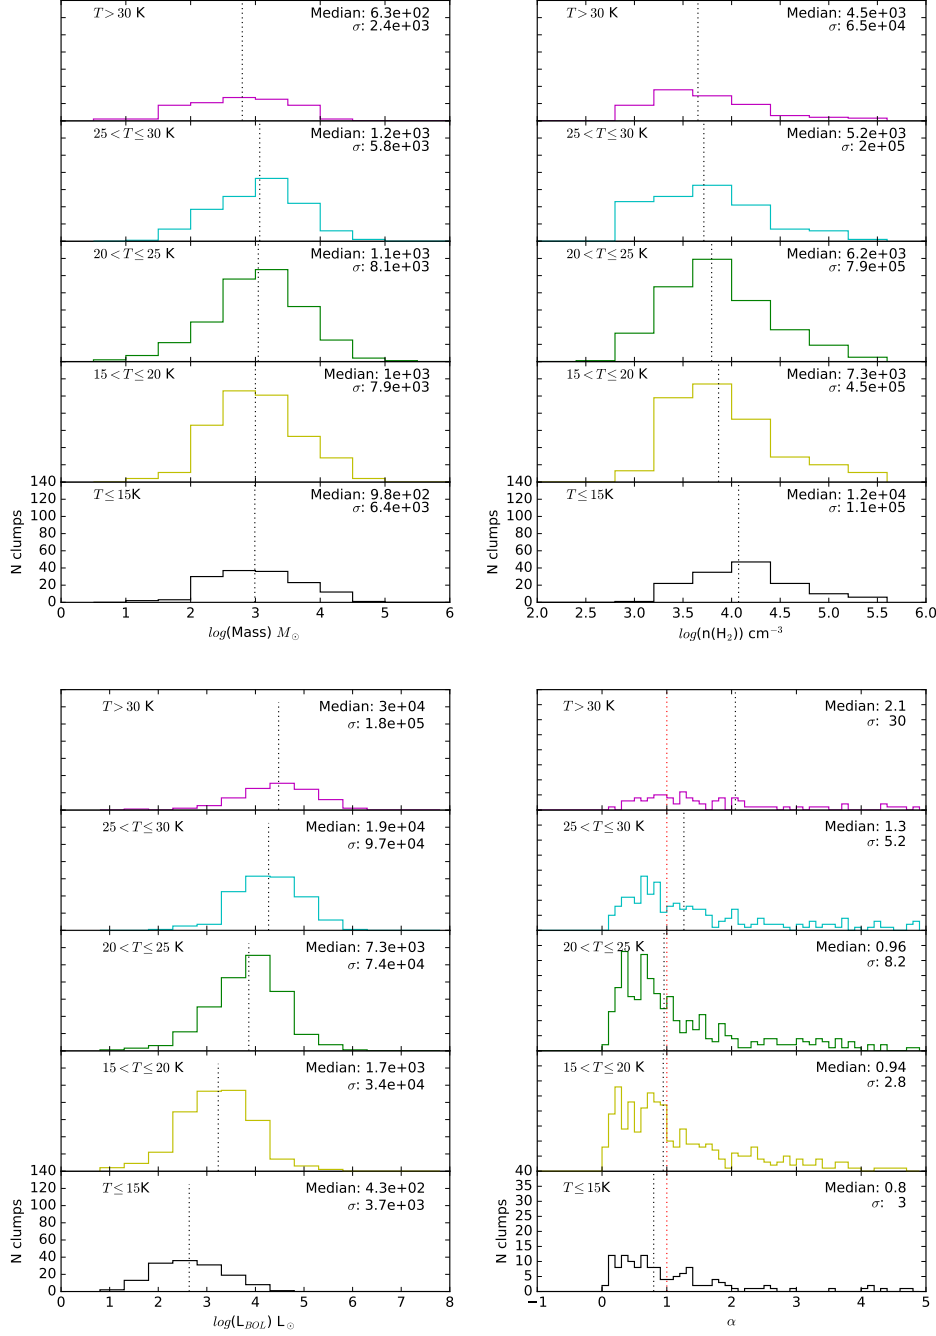 T > 30 K
Median: 6.3e+02
σ: 2.4e+03
25 < T ≤ 30 K
Median: 1.2e+03
σ: 5.8e+03
20 < T ≤ 25 K
Median: 1.1e+03
σ: 8.1e+03
15 < T ≤ 20 K
Median: 1e+03
σ: 7.9e+03
T ≤ 15K
Median: 9.8e+02
σ: 6.4e+03
140
120
100
80
60
40
20
0
N clumps
0 1 2 3 4 5 6
log(Mass) M⊙
T > 30 K
Median: 4.5e+03
σ: 6.5e+04
25 < T ≤ 30 K
Median: 5.2e+03
σ: 2e+05
20 < T ≤ 25 K
Median: 6.2e+03
σ: 7.9e+05
15 < T ≤ 20 K
Median: 7.3e+03
σ: 4.5e+05
T ≤ 15K
Median: 1.2e+04
σ: 1.1e+05
140
120
100
80
60
40
20
0
N clumps
2.0 2.5 3.0 3.5 4.0 4.5 5.0 5.5 6.0
log(n(H₂)) cm⁻³
T > 30 K
Median: 3e+04
σ: 1.8e+05
25 < T ≤ 30 K
Median: 1.9e+04
σ: 9.7e+04
20 < T ≤ 25 K
Median: 7.3e+03
σ: 7.4e+04
15 < T ≤ 20 K
Median: 1.7e+03
σ: 3.4e+04
T ≤ 15K
Median: 4.3e+02
σ: 3.7e+03
140
120
100
80
60
40
20
0
N clumps
0 1 2 3 4 5 6 7 8
log(L_BOL) L⊙
T > 30 K
Median: 2.1
σ: 30
25 < T ≤ 30 K
Median: 1.3
σ: 5.2
20 < T ≤ 25 K
Median: 0.96
σ: 8.2
15 < T ≤ 20 K
Median: 0.94
σ: 2.8
T ≤ 15K
Median: 0.8
σ: 3
40
35
30
25
20
15
10
5
0
N clumps
−1 0 1 2 3 4 5
α